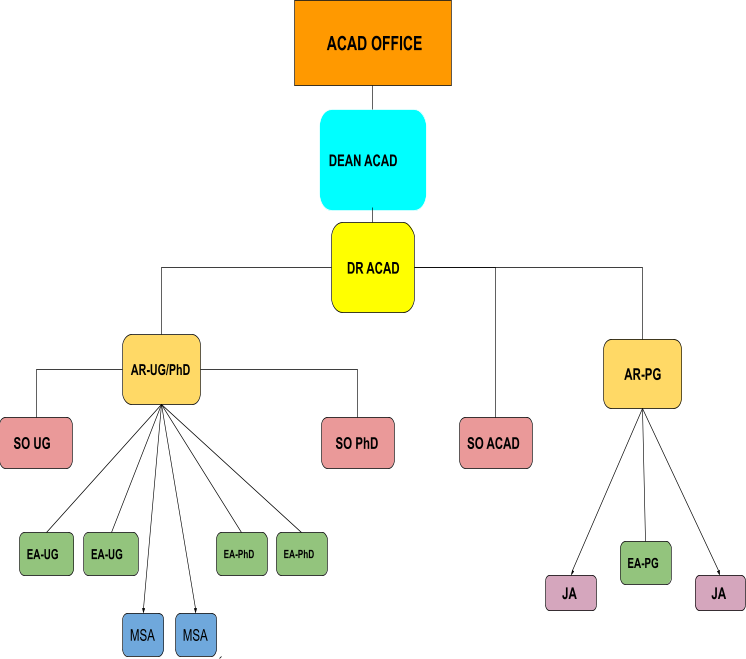 ACAD OFFICE
DEAN ACAD
DR ACAD
AR-UG/PhD
AR-PG
SO UG
SO PhD
SO ACAD
EA-UG
EA-UG
EA-PhD
EA-PhD
EA-PG
JA
JA
MSA
MSA